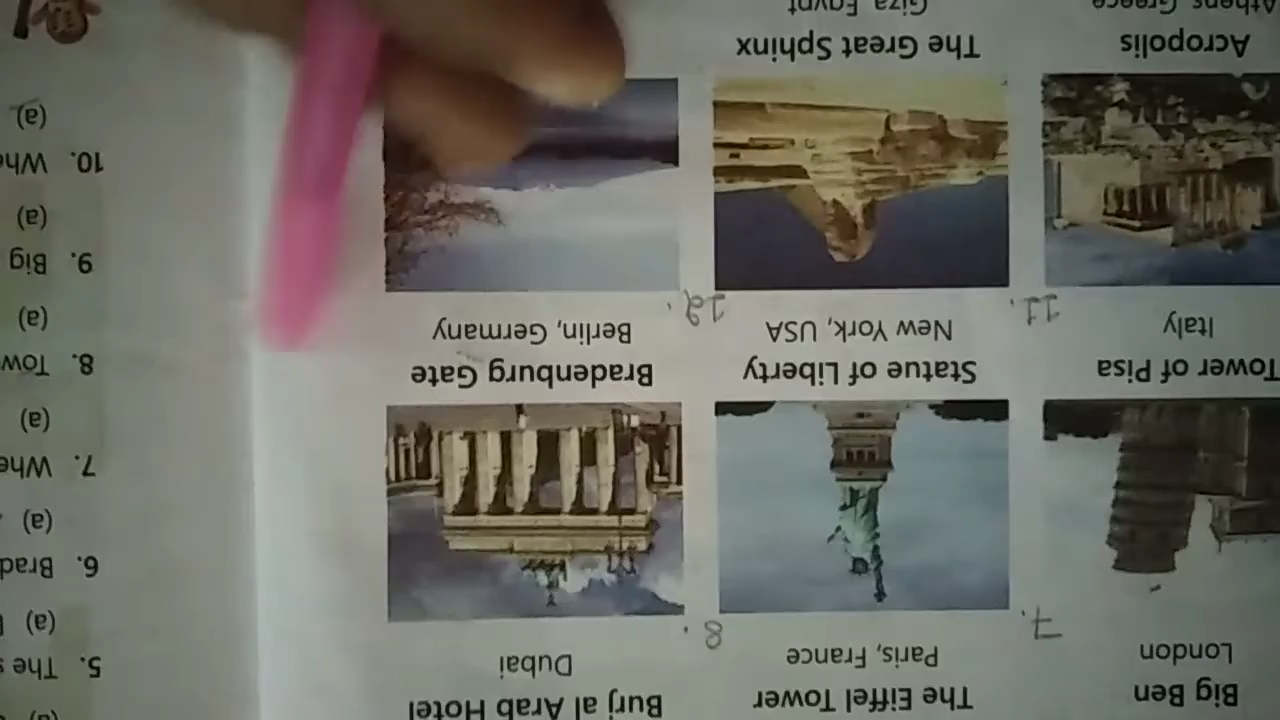 Big Ben
London
The Eiffel Tower
Paris, France
Burj al Arab Hotel
Dubai
7.
8.
Tower of Pisa
Italy
Statue of Liberty
New York, USA
Bradenburg Gate
Berlin, Germany
11.
12.
Acropolis
Athens, Greece
The Great Sphinx
Giza, Egypt
(a)
5. The
(a)
6. Brad
(a)
7. Whe
(a)
8. Tow
(a)
9. Big
(a)
10. Whe
(a)